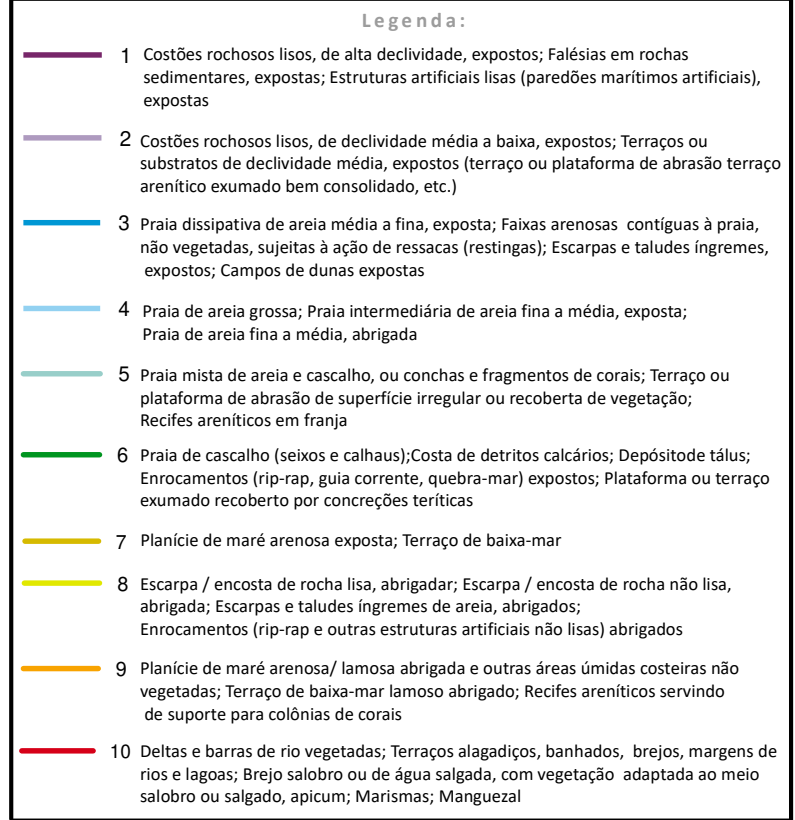 Legenda:
1 Costões rochosos lisos, de alta declividade, expostos; Falésias em rochas
sedimentares, expostas; Estruturas artificiais lisas (paredões marítimos artificiais),
expostas
2 Costões rochosos lisos, de declividade média a baixa, expostos; Terraços ou
substratos de declividade média, expostos (terraço ou plataforma de abrasão terraço
arenítico exumado bem consolidado, etc.)
3 Praia dissipativa de areia média a fina, exposta; Faixas arenosas contíguas à praia,
não vegetadas, sujeitas à ação de ressacas (restingas); Escarpas e taludes íngremes,
expostos; Campos de dunas expostas
4 Praia de areia grossa; Praia intermediária de areia fina a média, exposta;
Praia de areia fina a média, abrigada
5 Praia mista de areia e cascalho, ou conchas e fragmentos de corais; Terraço ou
plataforma de abrasão de superfície irregular ou recoberta de vegetação;
Recifes areníticos em franja
6 Praia de cascalho (seixos e calhaus);Costa de detritos calcários; Depósitode tálus;
Enrocamentos (rip-rap, guia corrente, quebra-mar) expostos; Plataforma ou terraço
exumado recoberto por concreções teríticas
7 Planície de maré arenosa exposta; Terraço de baixa-mar
8 Escarpa / encosta de rocha lisa, abrigadar; Escarpa / encosta de rocha não lisa,
abrigada; Escarpas e taludes íngremes de areia, abrigados;
Enrocamentos (rip-rap e outras estruturas artificiais não lisas) abrigados
9 Planície de maré arenosa/ lamosa abrigada e outras áreas úmidas costeiras não
vegetadas; Terraço de baixa-mar lamoso abrigado; Recifes areníticos servindo
de suporte para colônias de corais
10 Deltas e barras de rio vegetadas; Terraços alagadiços, banhados, brejos, margens de
rios e lagoas; Brejo salobro ou de água salgada, com vegetação adaptada ao meio
salobro ou salgado, apicum; Marismas; Manguezal